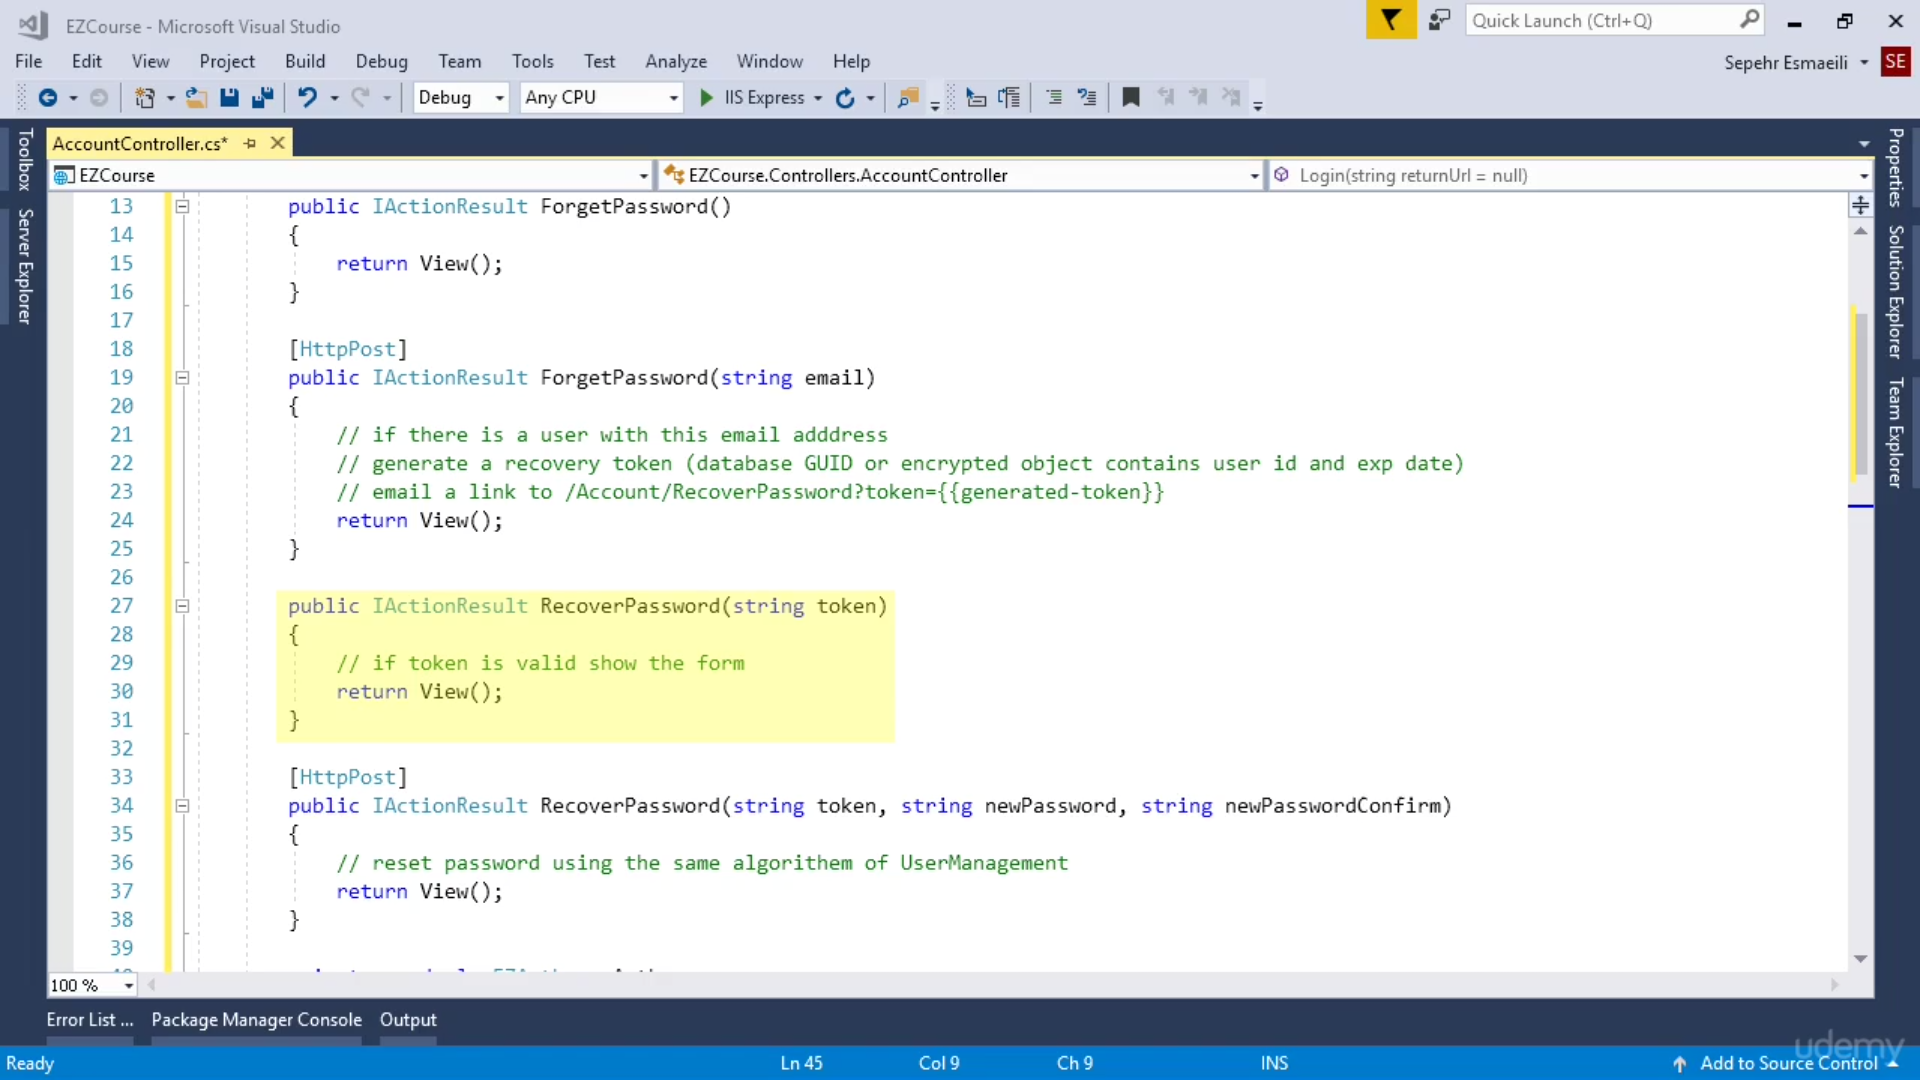 EZCourse - Microsoft Visual Studio
Quick Launch (Ctrl+Q)
File Edit View Project Build Debug Team Tools Test Analyze Window Help
Sepehr Esmaeili SE
Debug Any CPU IIS Express
Toolbox
Server Explorer
AccountController.cs*
EZCourse EZCourse.Controllers.AccountController Login(string returnUrl = null)
13 public IActionResult ForgetPassword()
14 {
15 return View();
16 }
17
18 [HttpPost]
19 public IActionResult ForgetPassword(string email)
20 {
21 // if there is a user with this email adddress
22 // generate a recovery token (database GUID or encrypted object contains user id and exp date)
23 // email a link to /Account/RecoverPassword?token={{generated-token}}
24 return View();
25 }
26
27 public IActionResult RecoverPassword(string token)
28 {
29 // if token is valid show the form
30 return View();
31 }
32
33 [HttpPost]
34 public IActionResult RecoverPassword(string token, string newPassword, string newPasswordConfirm)
35 {
36 // reset password using the same algorithem of UserManagement
37 return View();
38 }
39
Properties
Solution Explorer
Team Explorer
100 %
Error List ... Package Manager Console Output
Ready Ln 45 Col 9 Ch 9 INS Add to Source Control
udemy